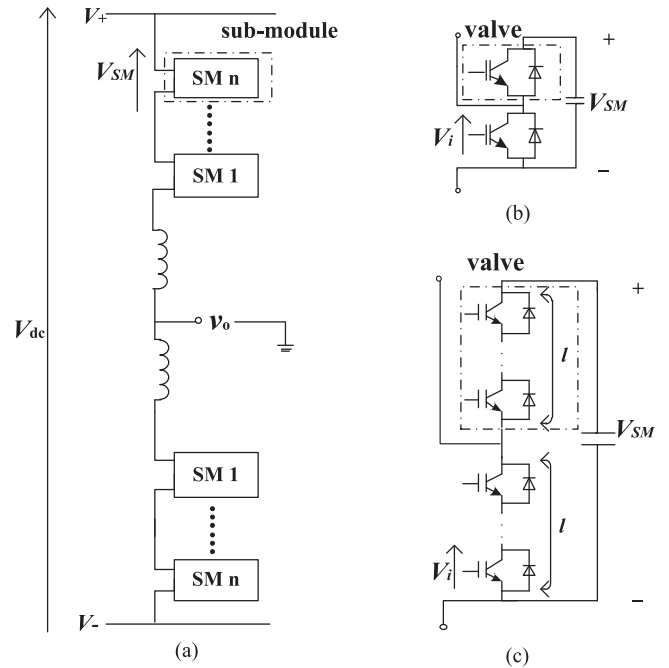 V+
sub-module
VSM
SM n
SM 1
Vdc
vo
SM 1
SM n
V-
(a)
valve
+
VSM
Vi
–
(b)
valve
+
l
VSM
l
Vi
–
(c)